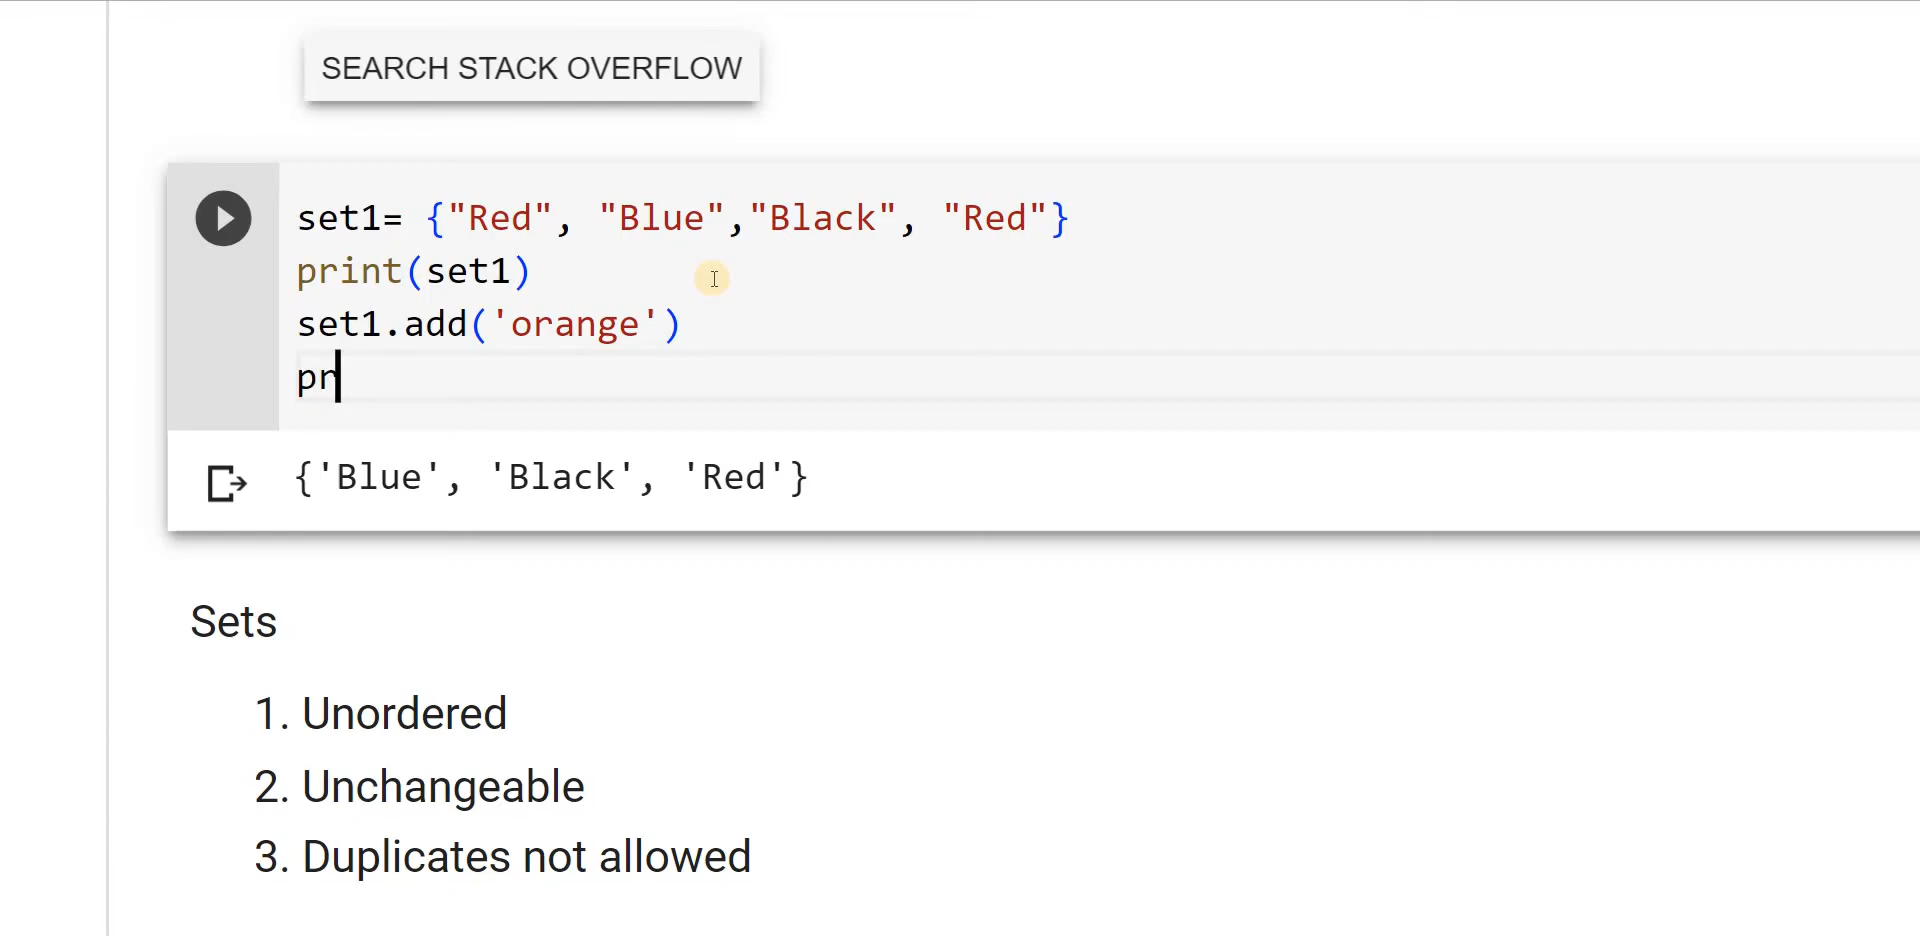 SEARCH STACK OVERFLOW
set1= {"Red", "Blue","Black", "Red"}
print(set1)
set1.add('orange')
pr
{'Blue', 'Black', 'Red'}
Sets
1. Unordered
2. Unchangeable
3. Duplicates not allowed